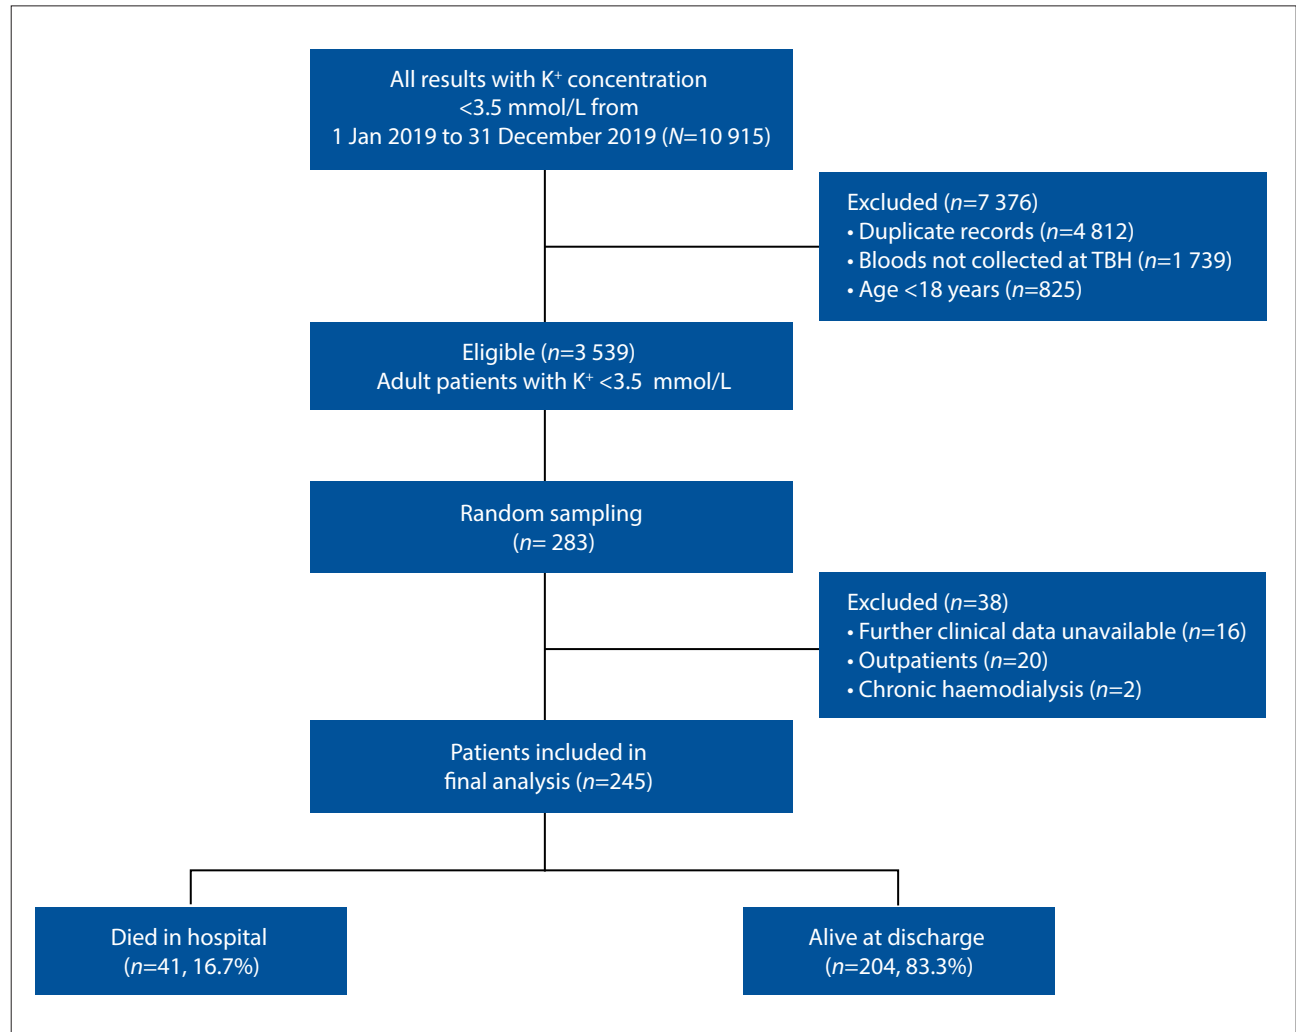 All results with K⁺ concentration
<3.5 mmol/L from
1 Jan 2019 to 31 December 2019 (N=10 915)
Excluded (n=7 376)
• Duplicate records (n=4 812)
• Bloods not collected at TBH (n=1 739)
• Age <18 years (n=825)
Eligible (n=3 539)
Adult patients with K⁺ <3.5 mmol/L
Random sampling
(n= 283)
Excluded (n=38)
• Further clinical data unavailable (n=16)
• Outpatients (n=20)
• Chronic haemodialysis (n=2)
Patients included in
final analysis (n=245)
Died in hospital
(n=41, 16.7%)
Alive at discharge
(n=204, 83.3%)